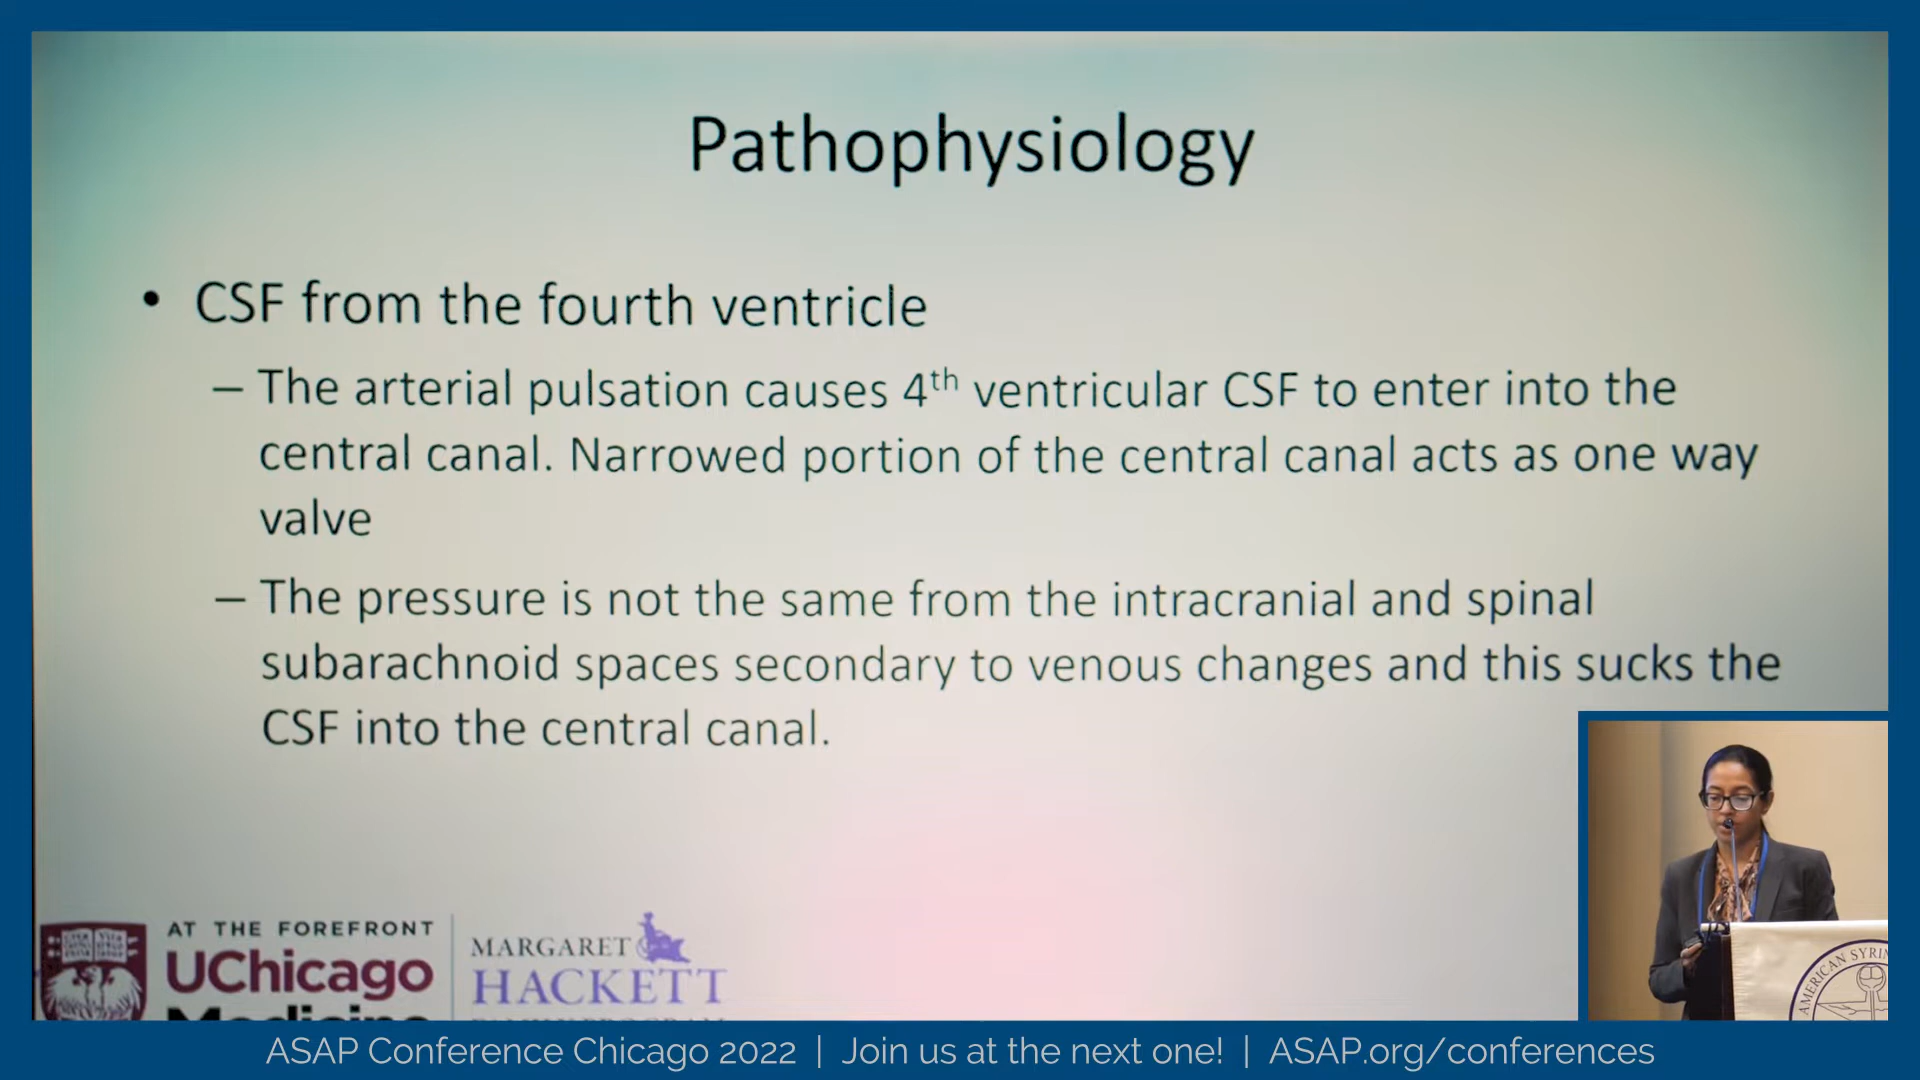 Pathophysiology
• CSF from the fourth ventricle
– The arterial pulsation causes 4th ventricular CSF to enter into the
central canal. Narrowed portion of the central canal acts as one way
valve
– The pressure is not the same from the intracranial and spinal
subarachnoid spaces secondary to venous changes and this sucks the
CSF into the central canal.
AT THE FOREFRONT
UChicago
Medicine
MARGARET
HACKETT
AMERICAN SYRIN
ASAP Conference Chicago 2022 | Join us at the next one! | ASAP.org/conferences